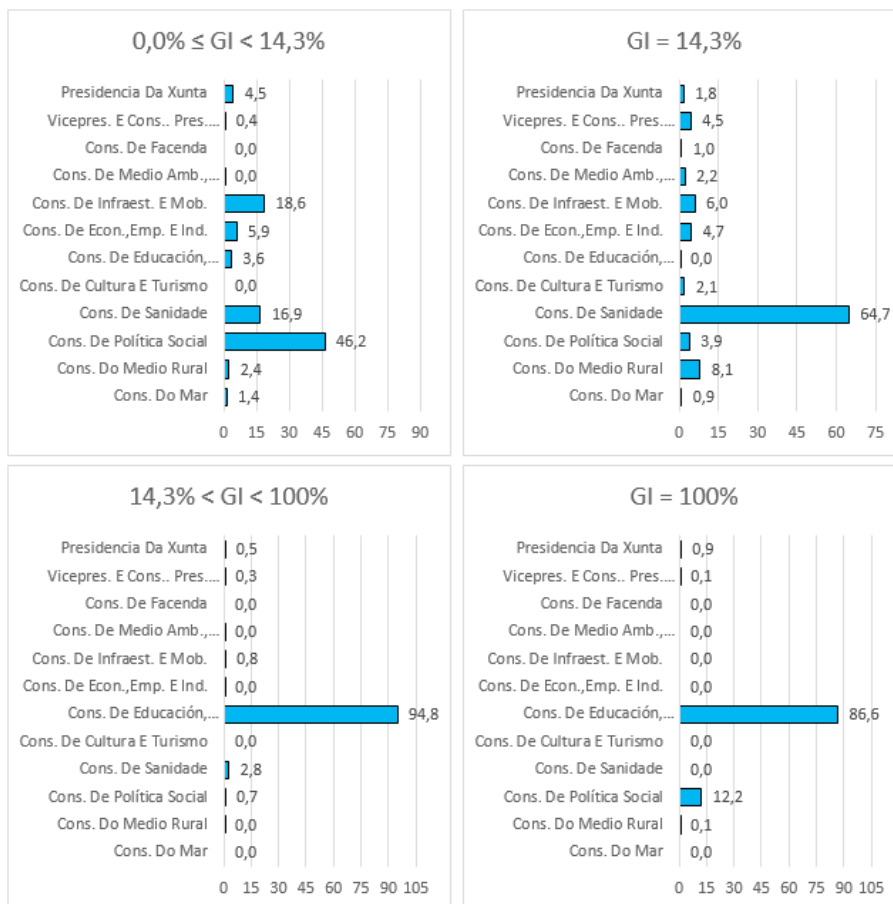 0,0% ≤ GI < 14,3%
Presidencia Da Xunta 4,5
Vicepres. E Cons.. Pres.... 0,4
Cons. De Facenda 0,0
Cons. De Medio Amb.,... 0,0
Cons. De Infraest. E Mob. 18,6
Cons. De Econ.,Emp. E Ind. 5,9
Cons. De Educación,... 3,6
Cons. De Cultura E Turismo 0,0
Cons. De Sanidade 16,9
Cons. De Política Social 46,2
Cons. Do Medio Rural 2,4
Cons. Do Mar 1,4
0 15 30 45 60 75 90
GI = 14,3%
Presidencia Da Xunta 1,8
Vicepres. E Cons.. Pres.... 4,5
Cons. De Facenda 1,0
Cons. De Medio Amb.,... 2,2
Cons. De Infraest. E Mob. 6,0
Cons. De Econ.,Emp. E Ind. 4,7
Cons. De Educación,... 0,0
Cons. De Cultura E Turismo 2,1
Cons. De Sanidade 64,7
Cons. De Política Social 3,9
Cons. Do Medio Rural 8,1
Cons. Do Mar 0,9
0 15 30 45 60 75
14,3% < GI < 100%
Presidencia Da Xunta 0,5
Vicepres. E Cons.. Pres.... 0,3
Cons. De Facenda 0,0
Cons. De Medio Amb.,... 0,0
Cons. De Infraest. E Mob. 0,8
Cons. De Econ.,Emp. E Ind. 0,0
Cons. De Educación,... 94,8
Cons. De Cultura E Turismo 0,0
Cons. De Sanidade 2,8
Cons. De Política Social 0,7
Cons. Do Medio Rural 0,0
Cons. Do Mar 0,0
0 15 30 45 60 75 90 105
GI = 100%
Presidencia Da Xunta 0,9
Vicepres. E Cons.. Pres.... 0,1
Cons. De Facenda 0,0
Cons. De Medio Amb.,... 0,0
Cons. De Infraest. E Mob. 0,0
Cons. De Econ.,Emp. E Ind. 0,0
Cons. De Educación,... 86,6
Cons. De Cultura E Turismo 0,0
Cons. De Sanidade 0,0
Cons. De Política Social 12,2
Cons. Do Medio Rural 0,1
Cons. Do Mar 0,0
0 15 30 45 60 75 90 105